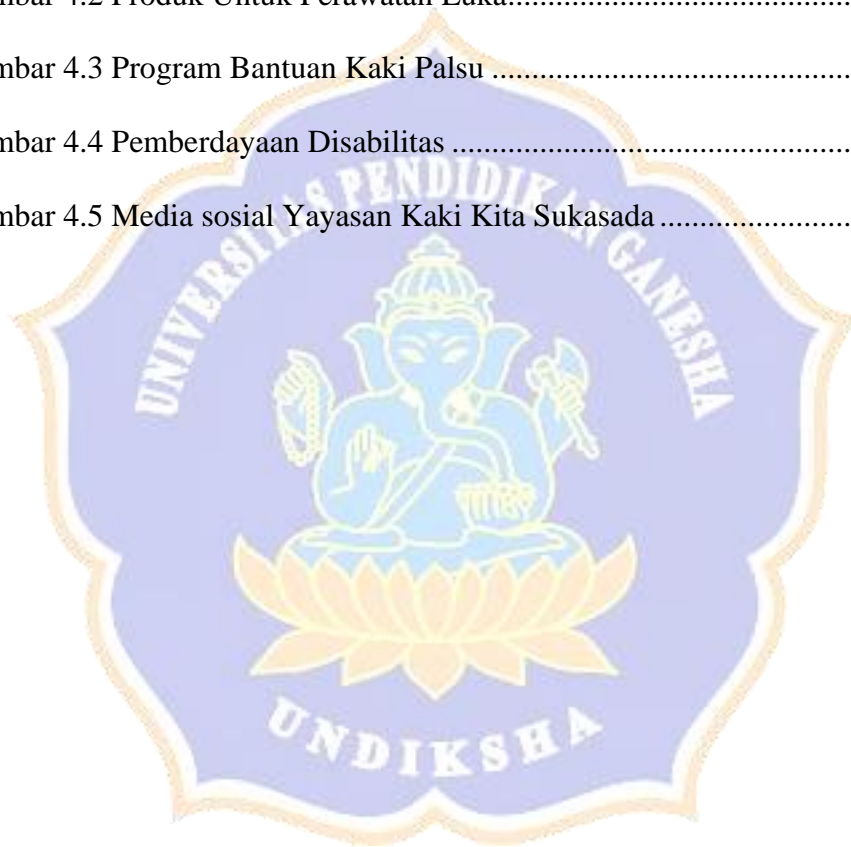 mbar 4.2 Produk Untuk Perawatan Luka..........................................
mbar 4.3 Program Bantuan Kaki Palsu ..........................................
mbar 4.4 Pemberdayaan Disabilitas ..............................................
mbar 4.5 Media sosial Yayasan Kaki Kita Sukasada .......................
UNIVERSITAS PENDIDIKAN GANESHA
UNDIKSHA